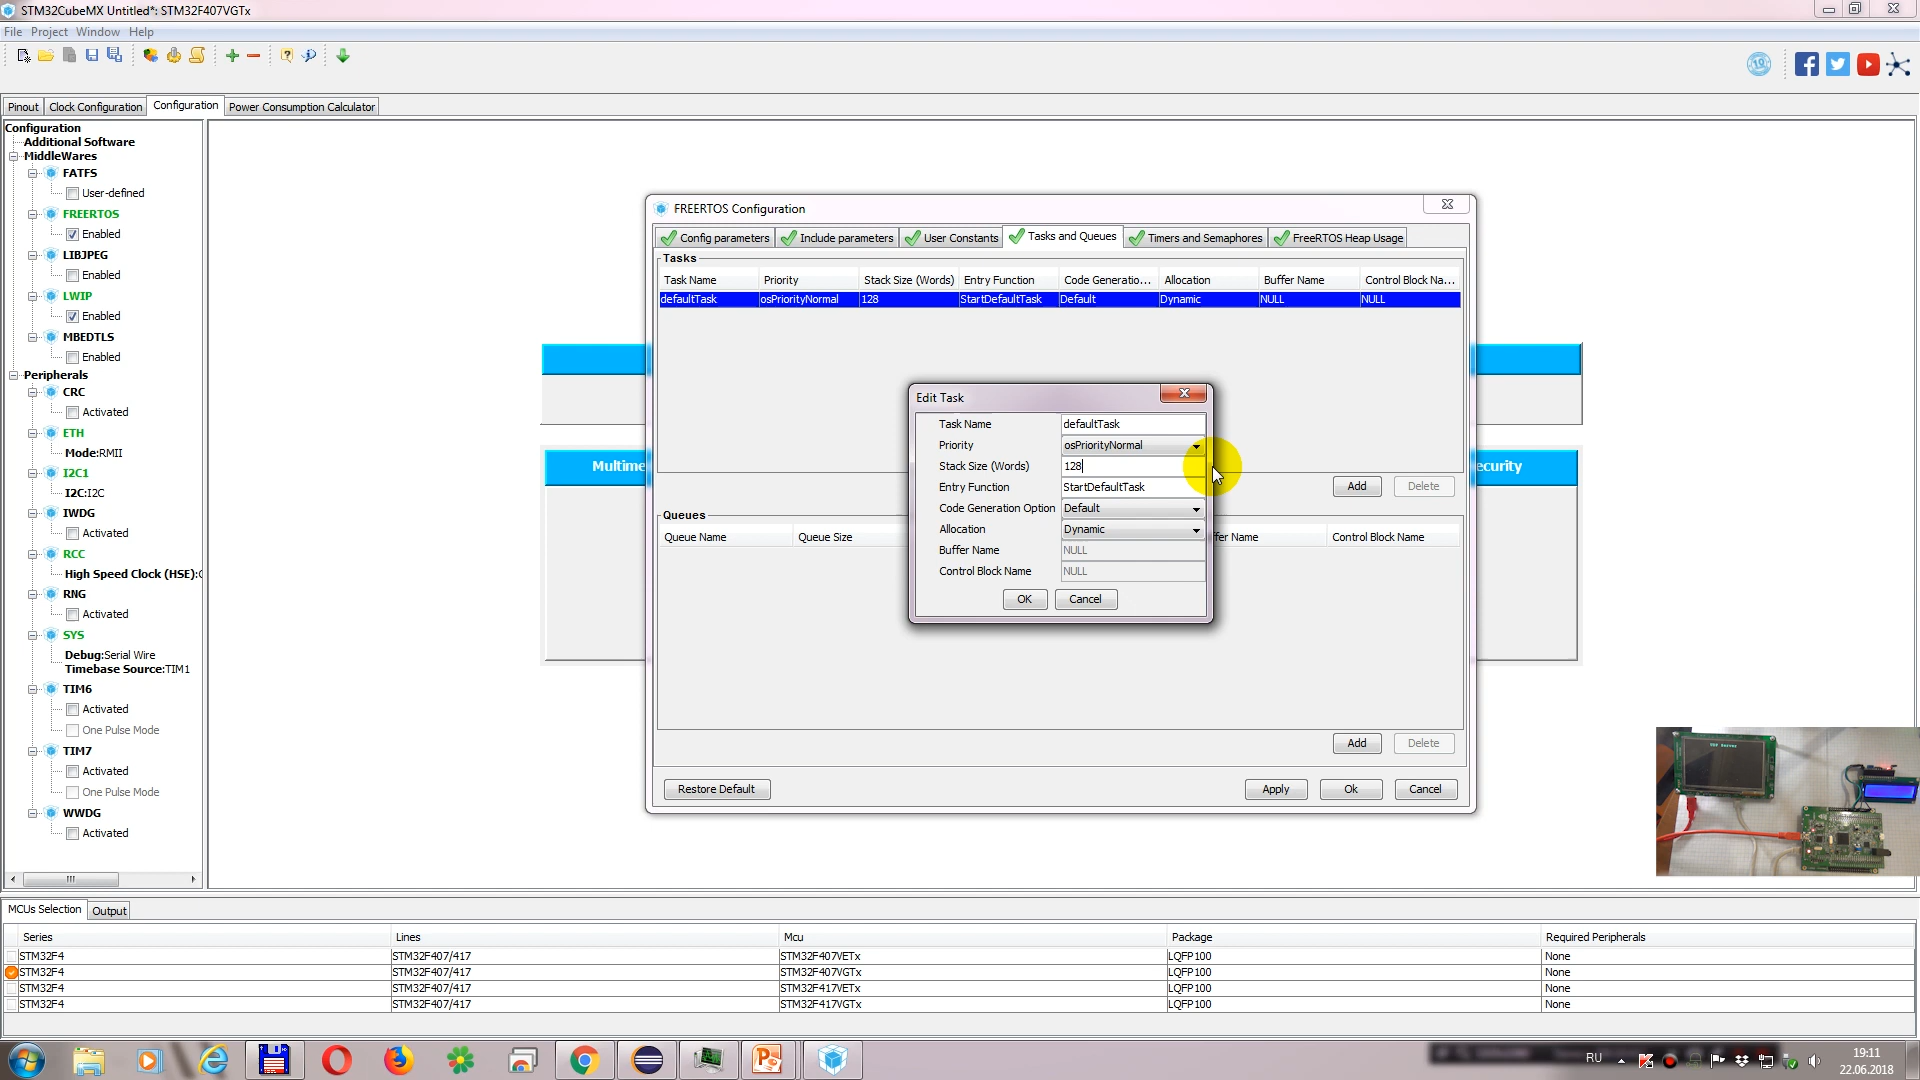 STM32CubeMX Untitled*: STM32F407VGTx
File Project Window Help
Pinout Clock Configuration Configuration Power Consumption Calculator
Configuration
Additional Software
MiddleWares
FATFS
User-defined
FREERTOS
Enabled
LIBJPEG
Enabled
LWIP
Enabled
MBEDTLS
Enabled
Peripherals
CRC
Activated
ETH
Mode:RMII
I2C1
I2C:I2C
IWDG
Activated
RCC
High Speed Clock (HSE):
RNG
Activated
SYS
Debug:Serial Wire
Timebase Source:TIM1
TIM6
Activated
One Pulse Mode
TIM7
Activated
One Pulse Mode
WWDG
Activated
Multime
ecurity
FREERTOS Configuration
Config parameters Include parameters User Constants Tasks and Queues Timers and Semaphores FreeRTOS Heap Usage
Tasks
Task Name Priority Stack Size (Words) Entry Function Code Generatio... Allocation Buffer Name Control Block Na...
defaultTask osPriorityNormal 128 StartDefaultTask Default Dynamic NULL NULL
Add Delete
Queues
Queue Name Queue Size fer Name Control Block Name
Add Delete
Restore Default Apply Ok Cancel
Edit Task
Task Name defaultTask
Priority osPriorityNormal
Stack Size (Words) 128
Entry Function StartDefaultTask
Code Generation Option Default
Allocation Dynamic
Buffer Name NULL
Control Block Name NULL
OK Cancel
MCUs Selection Output
Series Lines Mcu Package Required Peripherals
STM32F4 STM32F407/417 STM32F407VETx LQFP100 None
STM32F4 STM32F407/417 STM32F407VGTx LQFP100 None
STM32F4 STM32F407/417 STM32F417VETx LQFP100 None
STM32F4 STM32F407/417 STM32F417VGTx LQFP100 None
RU
19:11
22.06.2018